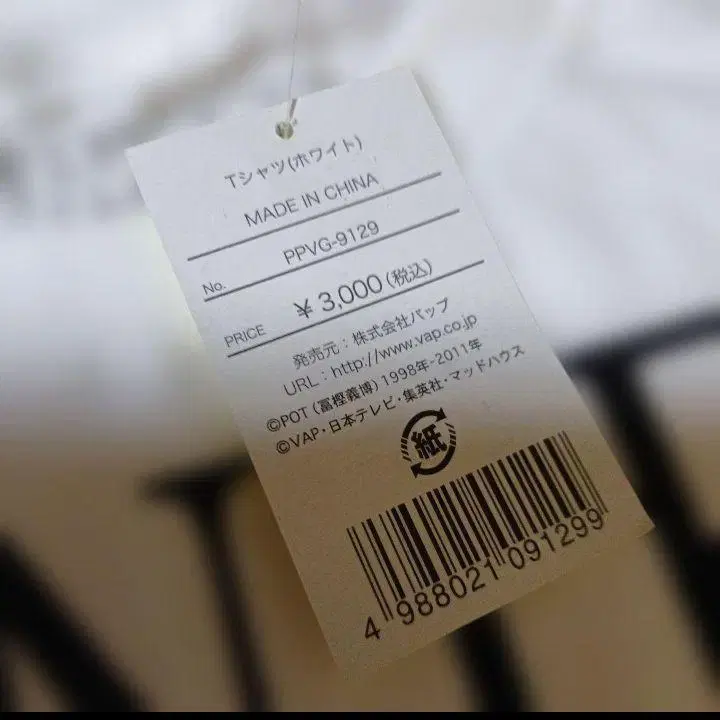 Tシャツ(ホワイト)
MADE IN CHINA
No. PPVG-9129
PRICE ¥3,000(税込)
発売元：株式会社バップ
URL：http://www.vap.co.jp
©POT（冨樫義博）1998年-2011年
©VAP・日本テレビ・集英社・マッドハウス
紙
4 988021 091299